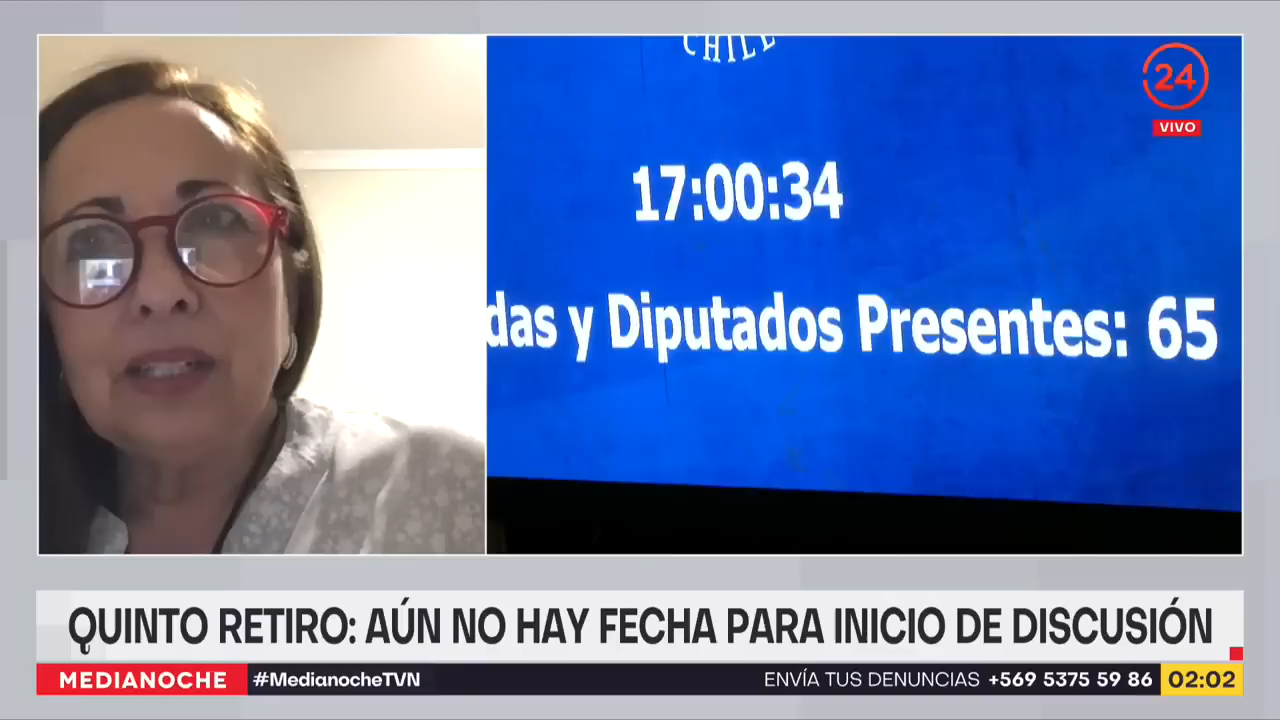 CHILE
24
VIVO
17:00:34
das y Diputados Presentes: 65
QUINTO RETIRO: AÚN NO HAY FECHA PARA INICIO DE DISCUSIÓN
MEDIANOCHE #MedianocheTVN ENVÍA TUS DENUNCIAS +569 5375 59 86 02:02